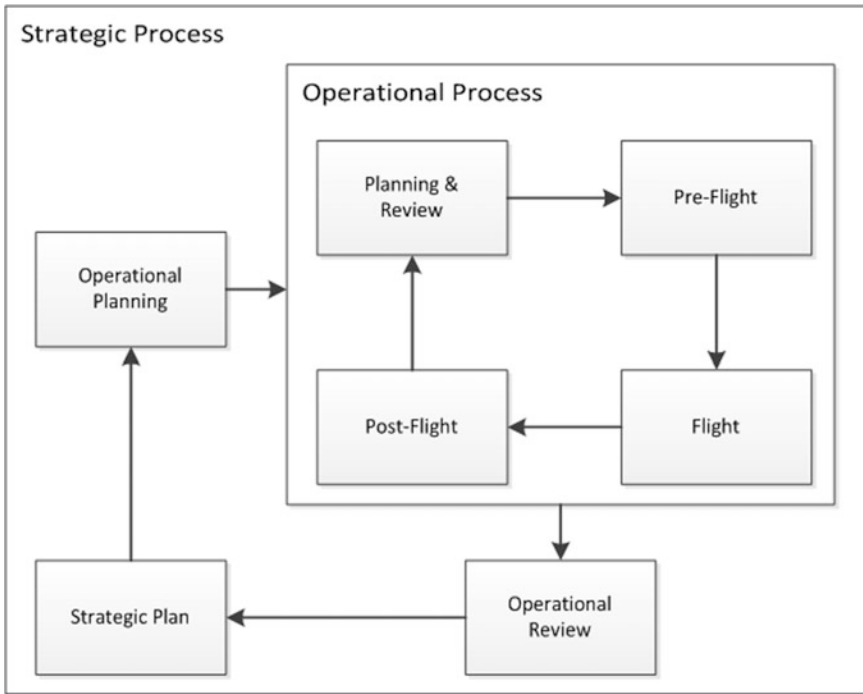 Strategic Process
Operational Process
Planning &
Review
Pre-Flight
Operational
Planning
Post-Flight
Flight
Strategic Plan
Operational
Review